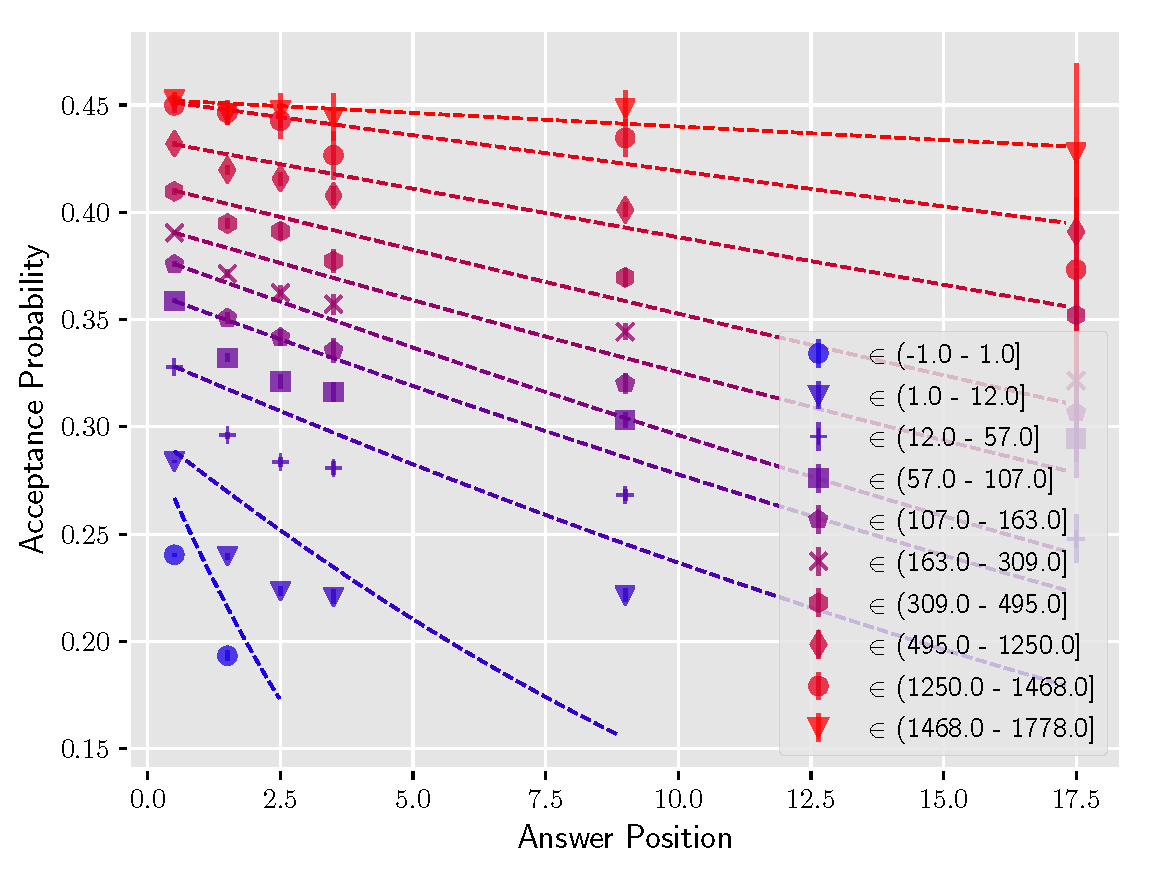 0.45
0.40
0.35
0.30
0.25
0.20
0.15
Acceptance Probability
∈ (-1.0 - 1.0]
∈ (1.0 - 12.0]
∈ (12.0 - 57.0]
∈ (57.0 - 107.0]
∈ (107.0 - 163.0]
∈ (163.0 - 309.0]
∈ (309.0 - 495.0]
∈ (495.0 - 1250.0]
∈ (1250.0 - 1468.0]
∈ (1468.0 - 1778.0]
0.0 2.5 5.0 7.5 10.0 12.5 15.0 17.5
Answer Position